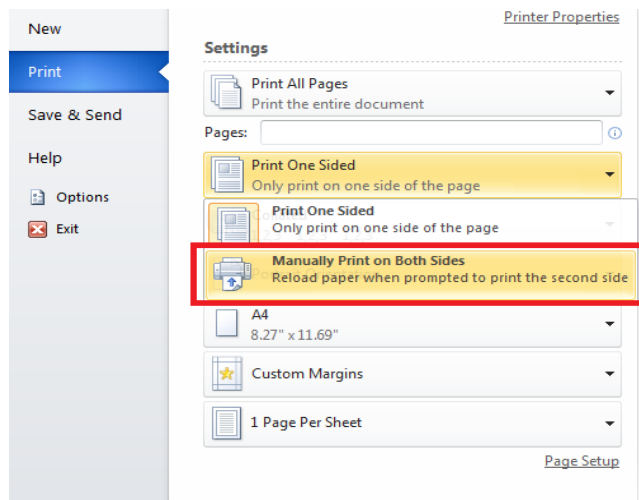 New
Print
Save & Send
Help
Options
Exit
Printer Properties
Settings
Print All Pages
Print the entire document
Pages:
Print One Sided
Only print on one side of the page
Print One Sided
Only print on one side of the page
Manually Print on Both Sides
Reload paper when prompted to print the second side
A4
8.27" x 11.69"
Custom Margins
1 Page Per Sheet
Page Setup